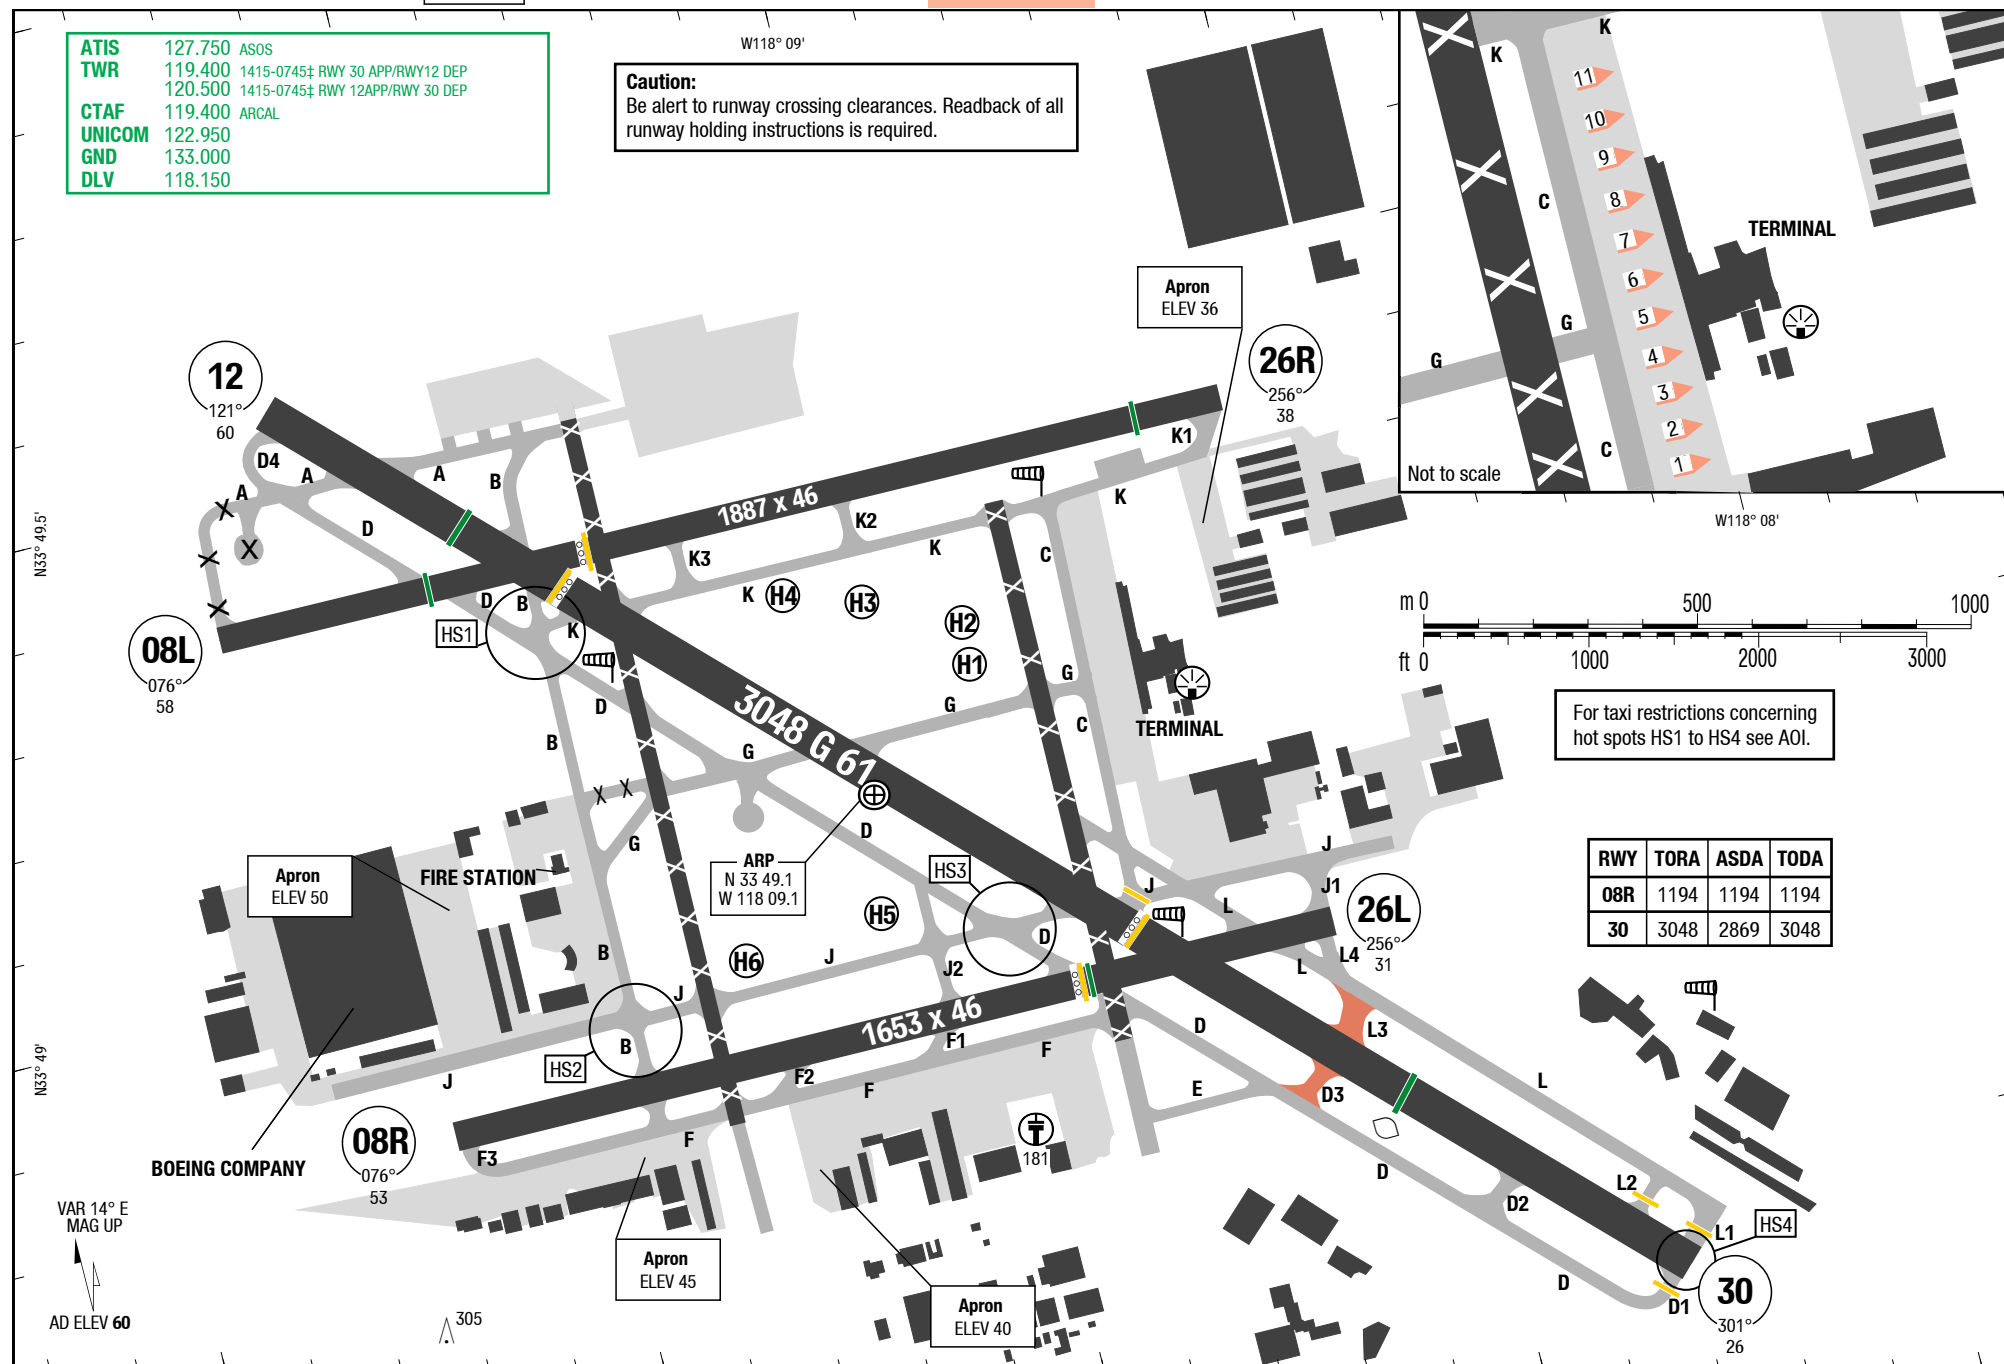 ATIS 127.750 ASOS
TWR 119.400 1415-0745‡ RWY 30 APP/RWY12 DEP
120.500 1415-0745‡ RWY 12APP/RWY 30 DEP
CTAF 119.400 ARCAL
UNICOM 122.950
GND 133.000
DLV 118.150
W118° 09'
Caution:
Be alert to runway crossing clearances. Readback of all
runway holding instructions is required.
K
K
11
10
9
8
7
6
5
4
3
2
1
C
G
G
C
TERMINAL
Not to scale
W118° 08'
Apron
ELEV 36
12
121°
60
26R
256°
38
D4
A
A
A
B
D
K1
K
1887 x 46
K2
K
K3
C
N33° 49.5'
K
H4
H3
H2
H1
D
B
K
HS1
08L
076°
58
G
C
G
D
B
G
3048 G 61
TERMINAL
m 0 500 1000
ft 0 1000 2000 3000
For taxi restrictions concerning
hot spots HS1 to HS4 see AOI.
X
X
X
X
X
X
G
D
ARP
N 33 49.1
W 118 09.1
HS3
FIRE STATION
Apron
ELEV 50
H5
H6
J
J1
J
L
26L
256°
31
RWY TORA ASDA TODA
08R 1194 1194 1194
30 3048 2869 3048
B
J
J
J2
D
L4
L
1653 x 46
F1
F
D
L3
B
HS2
J
F2
F
E
D3
L
N33° 49'
08R
076°
53
F3
F
181
D
D2
L2
L1
HS4
BOEING COMPANY
VAR 14° E
MAG UP
AD ELEV 60
305
Apron
ELEV 45
Apron
ELEV 40
D
D1
30
301°
26